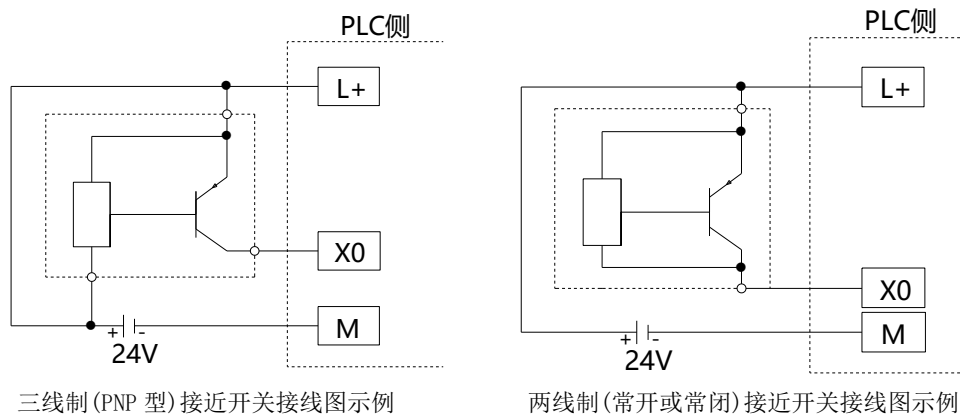 PLC侧
L+
X0
M
+ -
24V
三线制(PNP 型)接近开关接线图示例
PLC侧
L+
X0
M
+ -
24V
两线制(常开或常闭)接近开关接线图示例